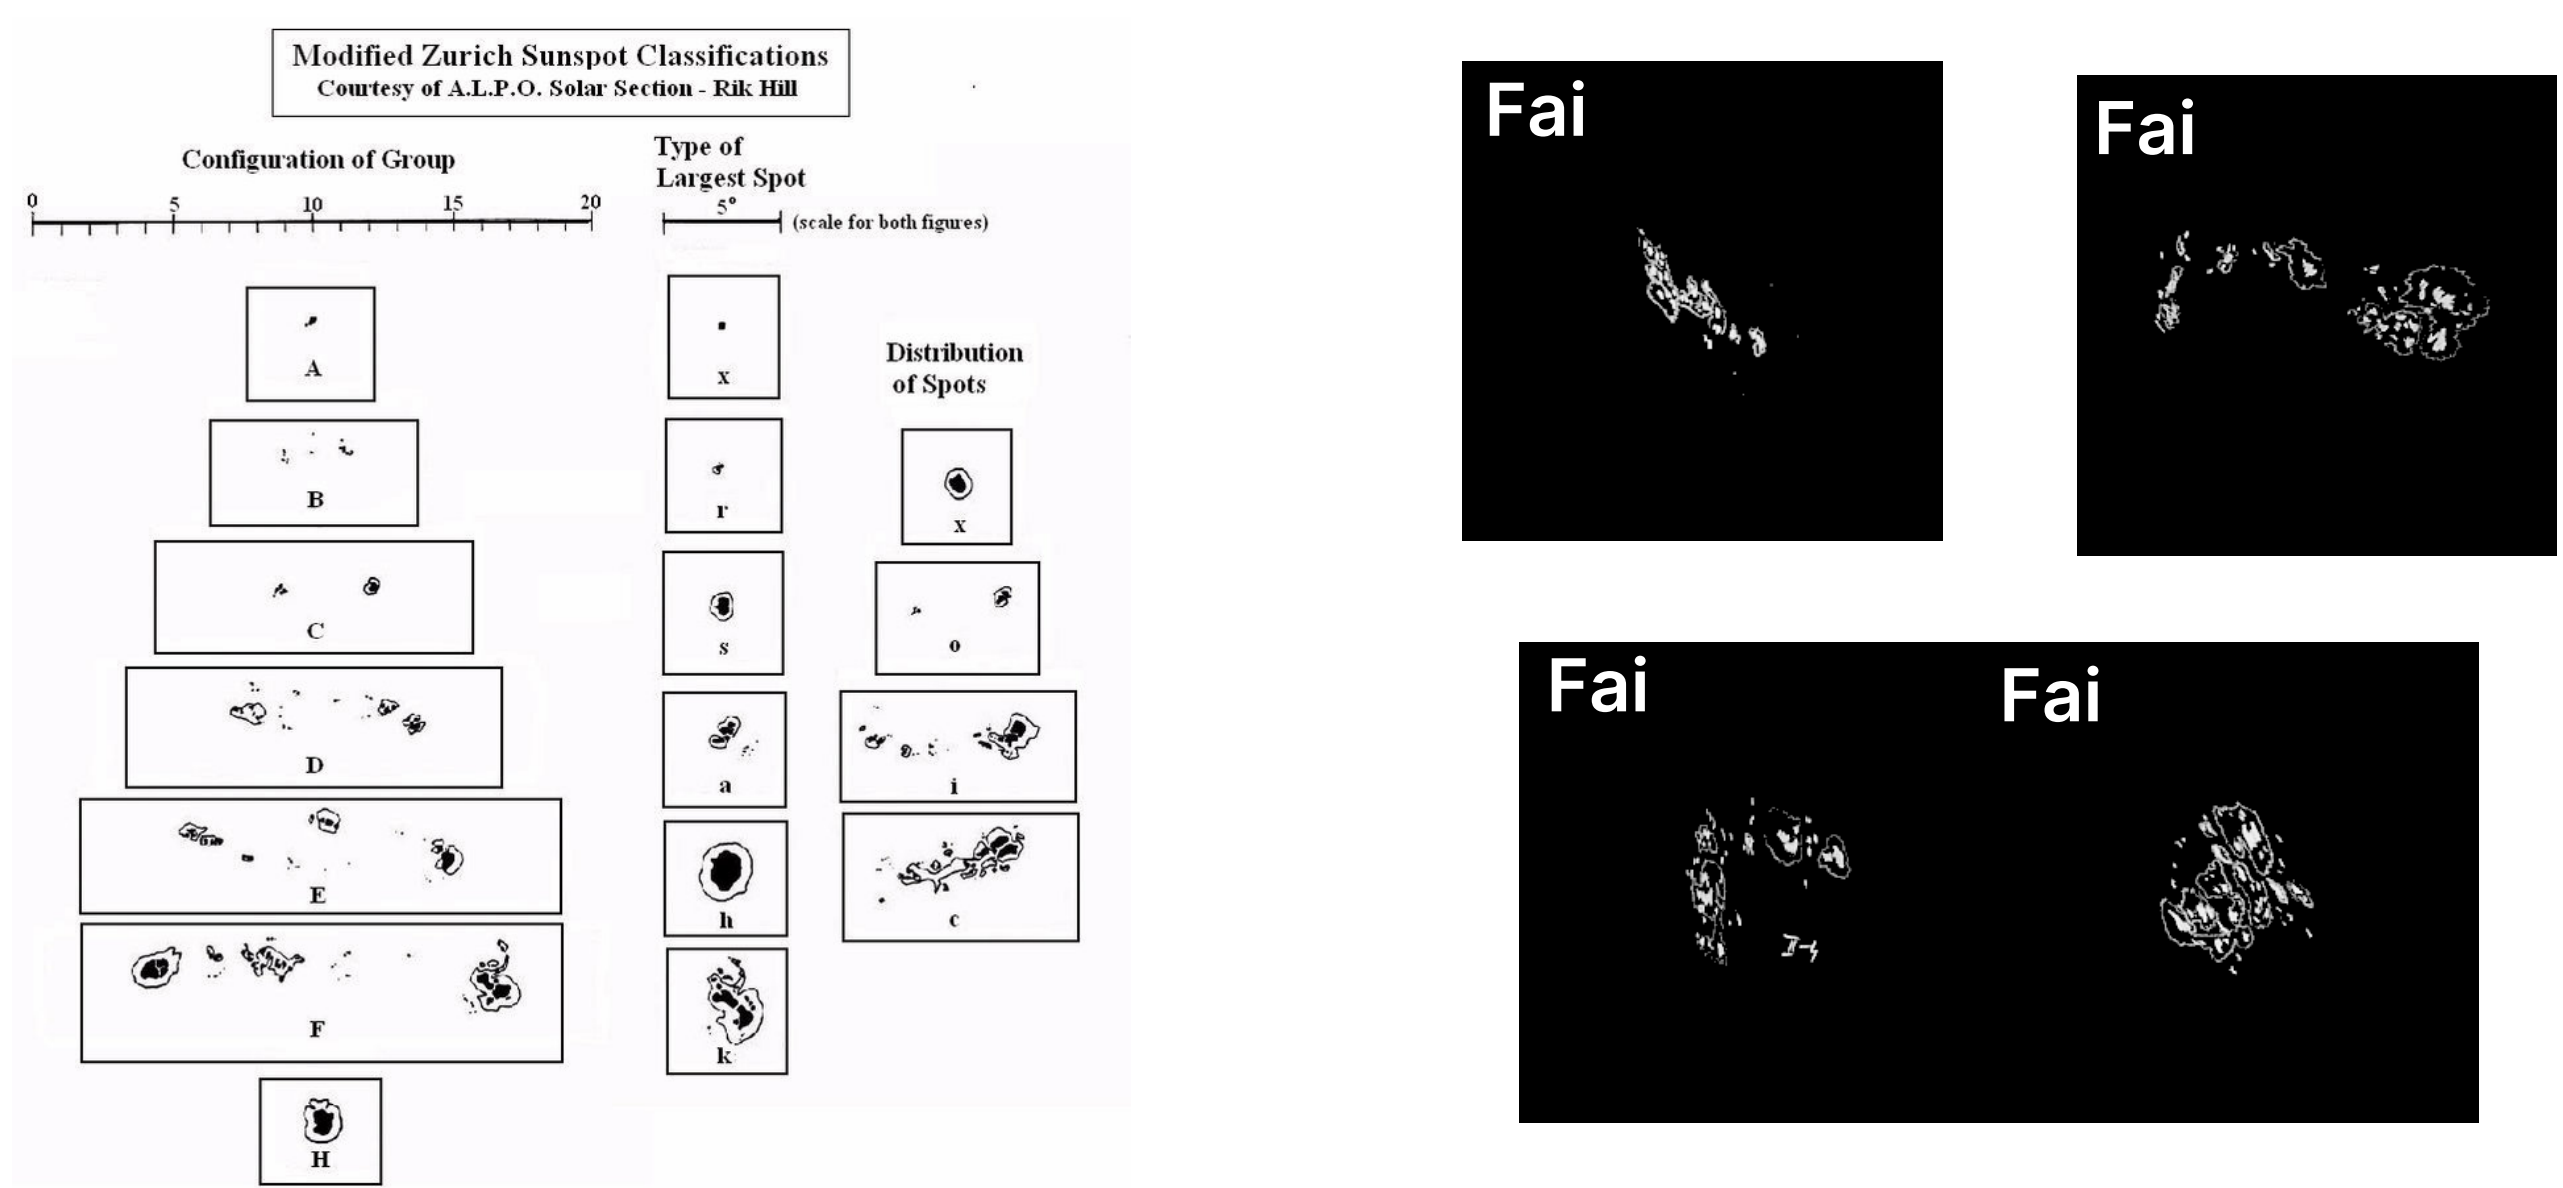 Modified Zurich Sunspot Classifications
Courtesy of A.L.P.O. Solar Section - Rik Hill
Configuration of Group
0 5 10 15 20
Type of
Largest Spot
5°
(scale for both figures)
A
B
C
D
E
F
H
x
r
s
a
h
k
Distribution
of Spots
x
o
i
c
Fai
Fai
Fai
Fai